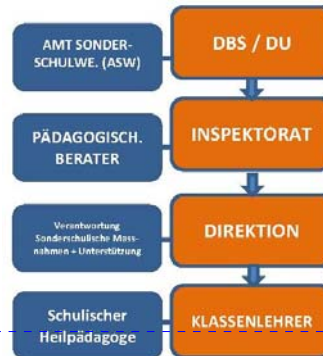 AMT SONDER-
SCHULWE. (ASW)
DBS / DU
PÄDAGOGISCH.
BERATER
INSPEKTORAT
Verantwortung
Sonderschulische Mass-
nahmen + Unterstützung
DIREKTION
Schulischer
Heilpädagoge
KLASSENLEHRER